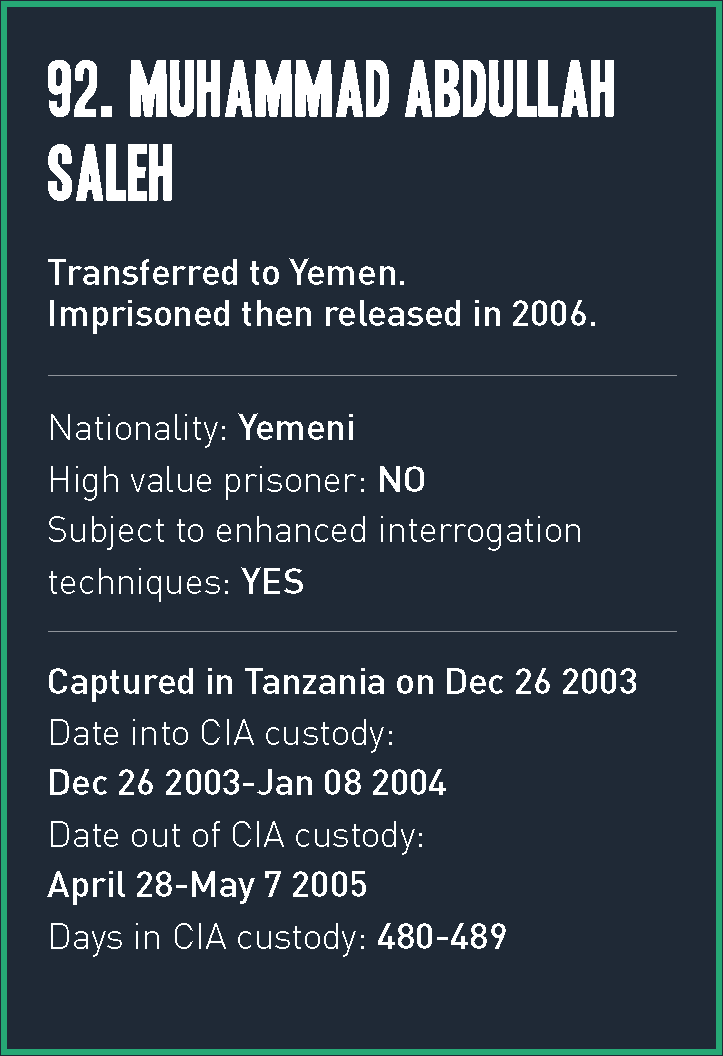 92. MUHAMMAD ABDULLAH
SALEH
Transferred to Yemen.
Imprisoned then released in 2006.
Nationality: Yemeni
High value prisoner: NO
Subject to enhanced interrogation
techniques: YES
Captured in Tanzania on Dec 26 2003
Date into CIA custody:
Dec 26 2003-Jan 08 2004
Date out of CIA custody:
April 28-May 7 2005
Days in CIA custody: 480-489